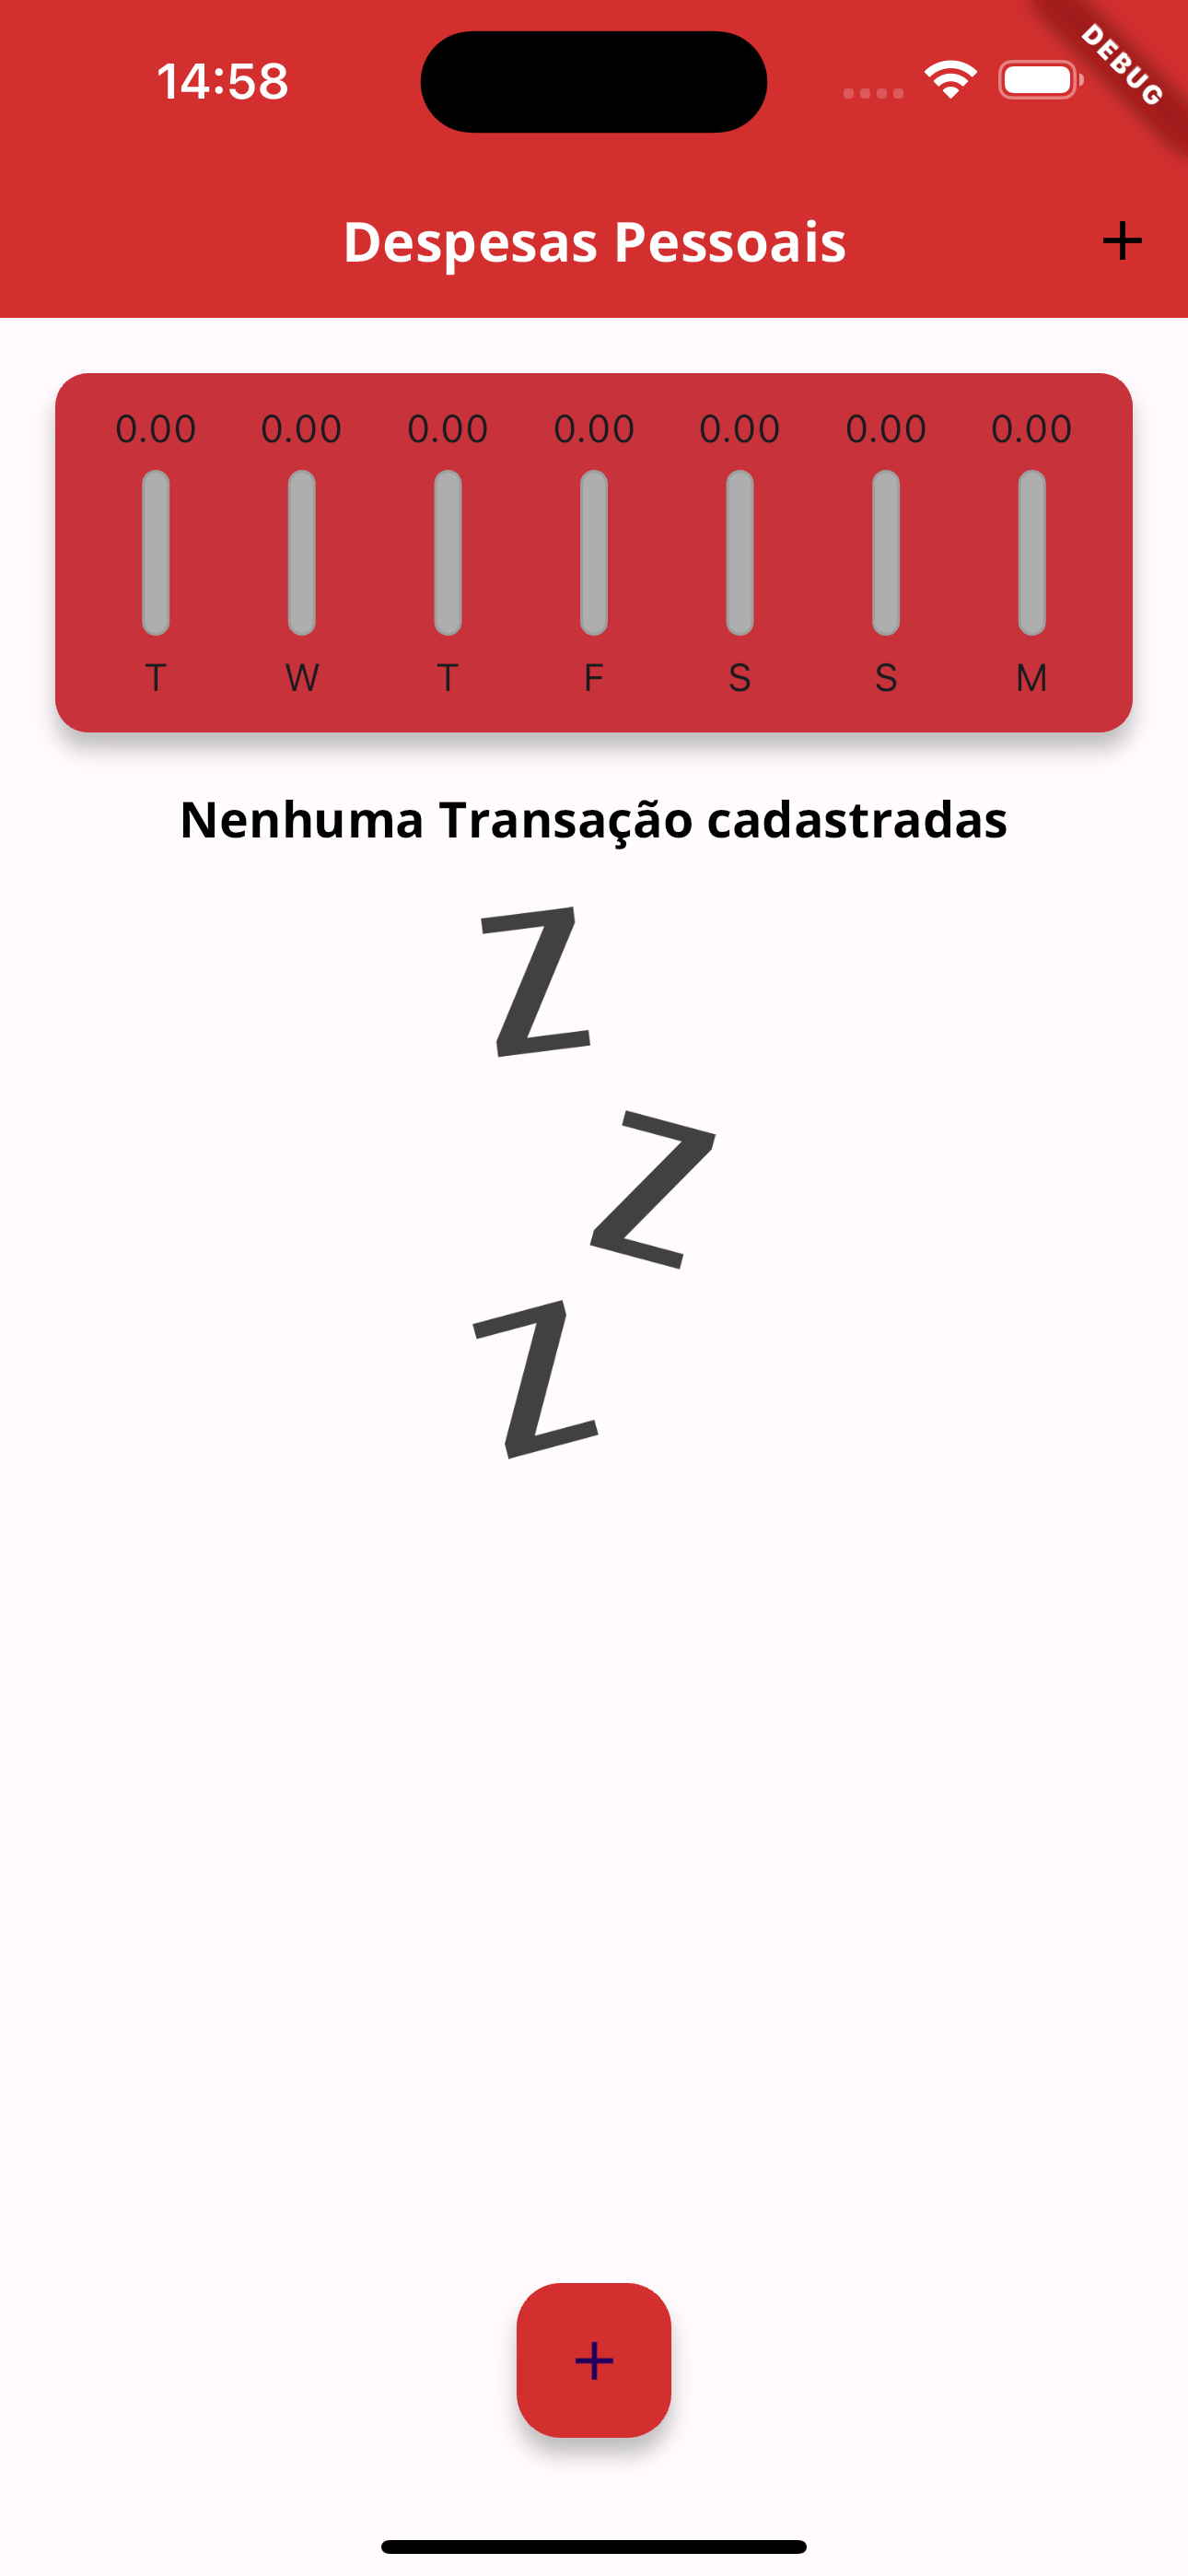 14:58
DEBUG
Despesas Pessoais +
0.00 0.00 0.00 0.00 0.00 0.00 0.00
T W T F S S M
Nenhuma Transação cadastradas
Z
Z
Z
+